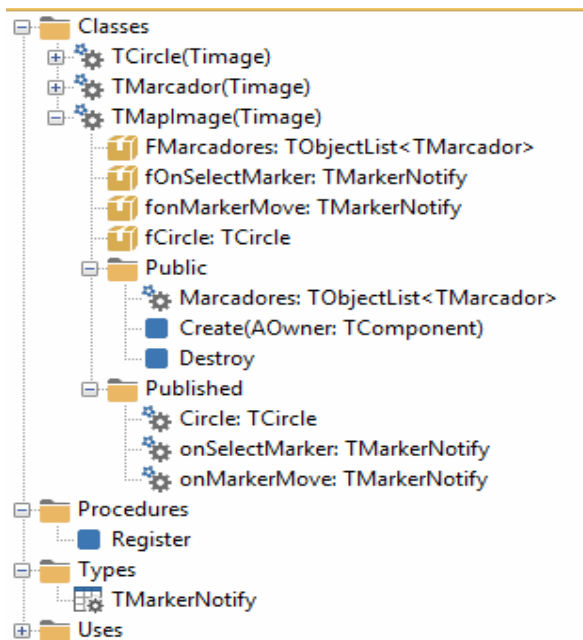 Classes
TCircle(Timage)
TMarcador(Timage)
TMapImage(Timage)
FMarcadores: TObjectList<TMarcador>
fOnSelectMarker: TMarkerNotify
fonMarkerMove: TMarkerNotify
fCircle: TCircle
Public
Marcadores: TObjectList<TMarcador>
Create(AOwner: TComponent)
Destroy
Published
Circle: TCircle
onSelectMarker: TMarkerNotify
onMarkerMove: TMarkerNotify
Procedures
Register
Types
TMarkerNotify
Uses